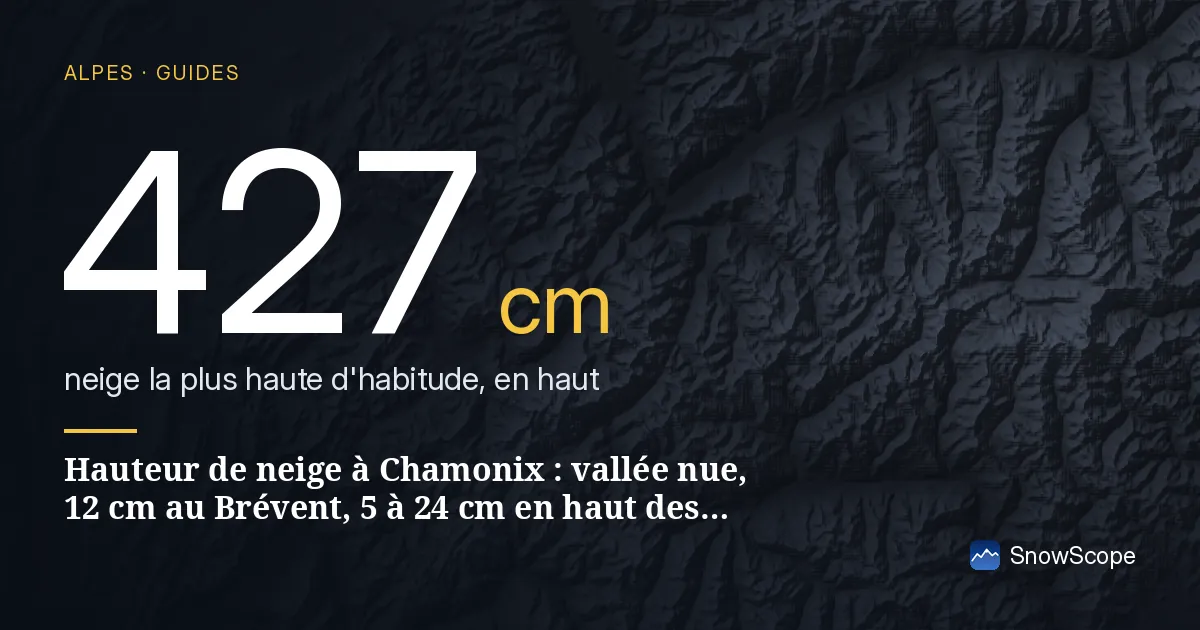 ALPES · GUIDES
427 cm
neige la plus haute d'habitude, en haut
Hauteur de neige à Chamonix : vallée nue,
12 cm au Brévent, 5 à 24 cm en haut des…
SnowScope